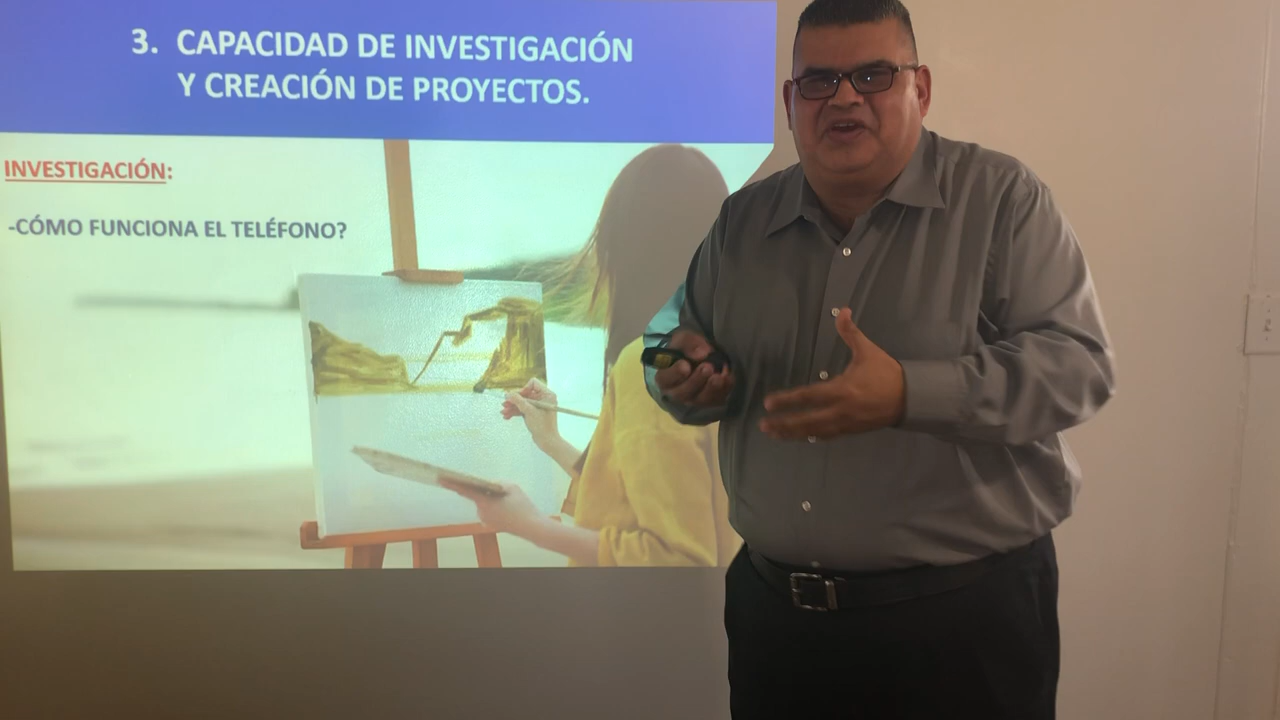 3. CAPACIDAD DE INVESTIGACIÓN
Y CREACIÓN DE PROYECTOS.
INVESTIGACIÓN:
-CÓMO FUNCIONA EL TELÉFONO?